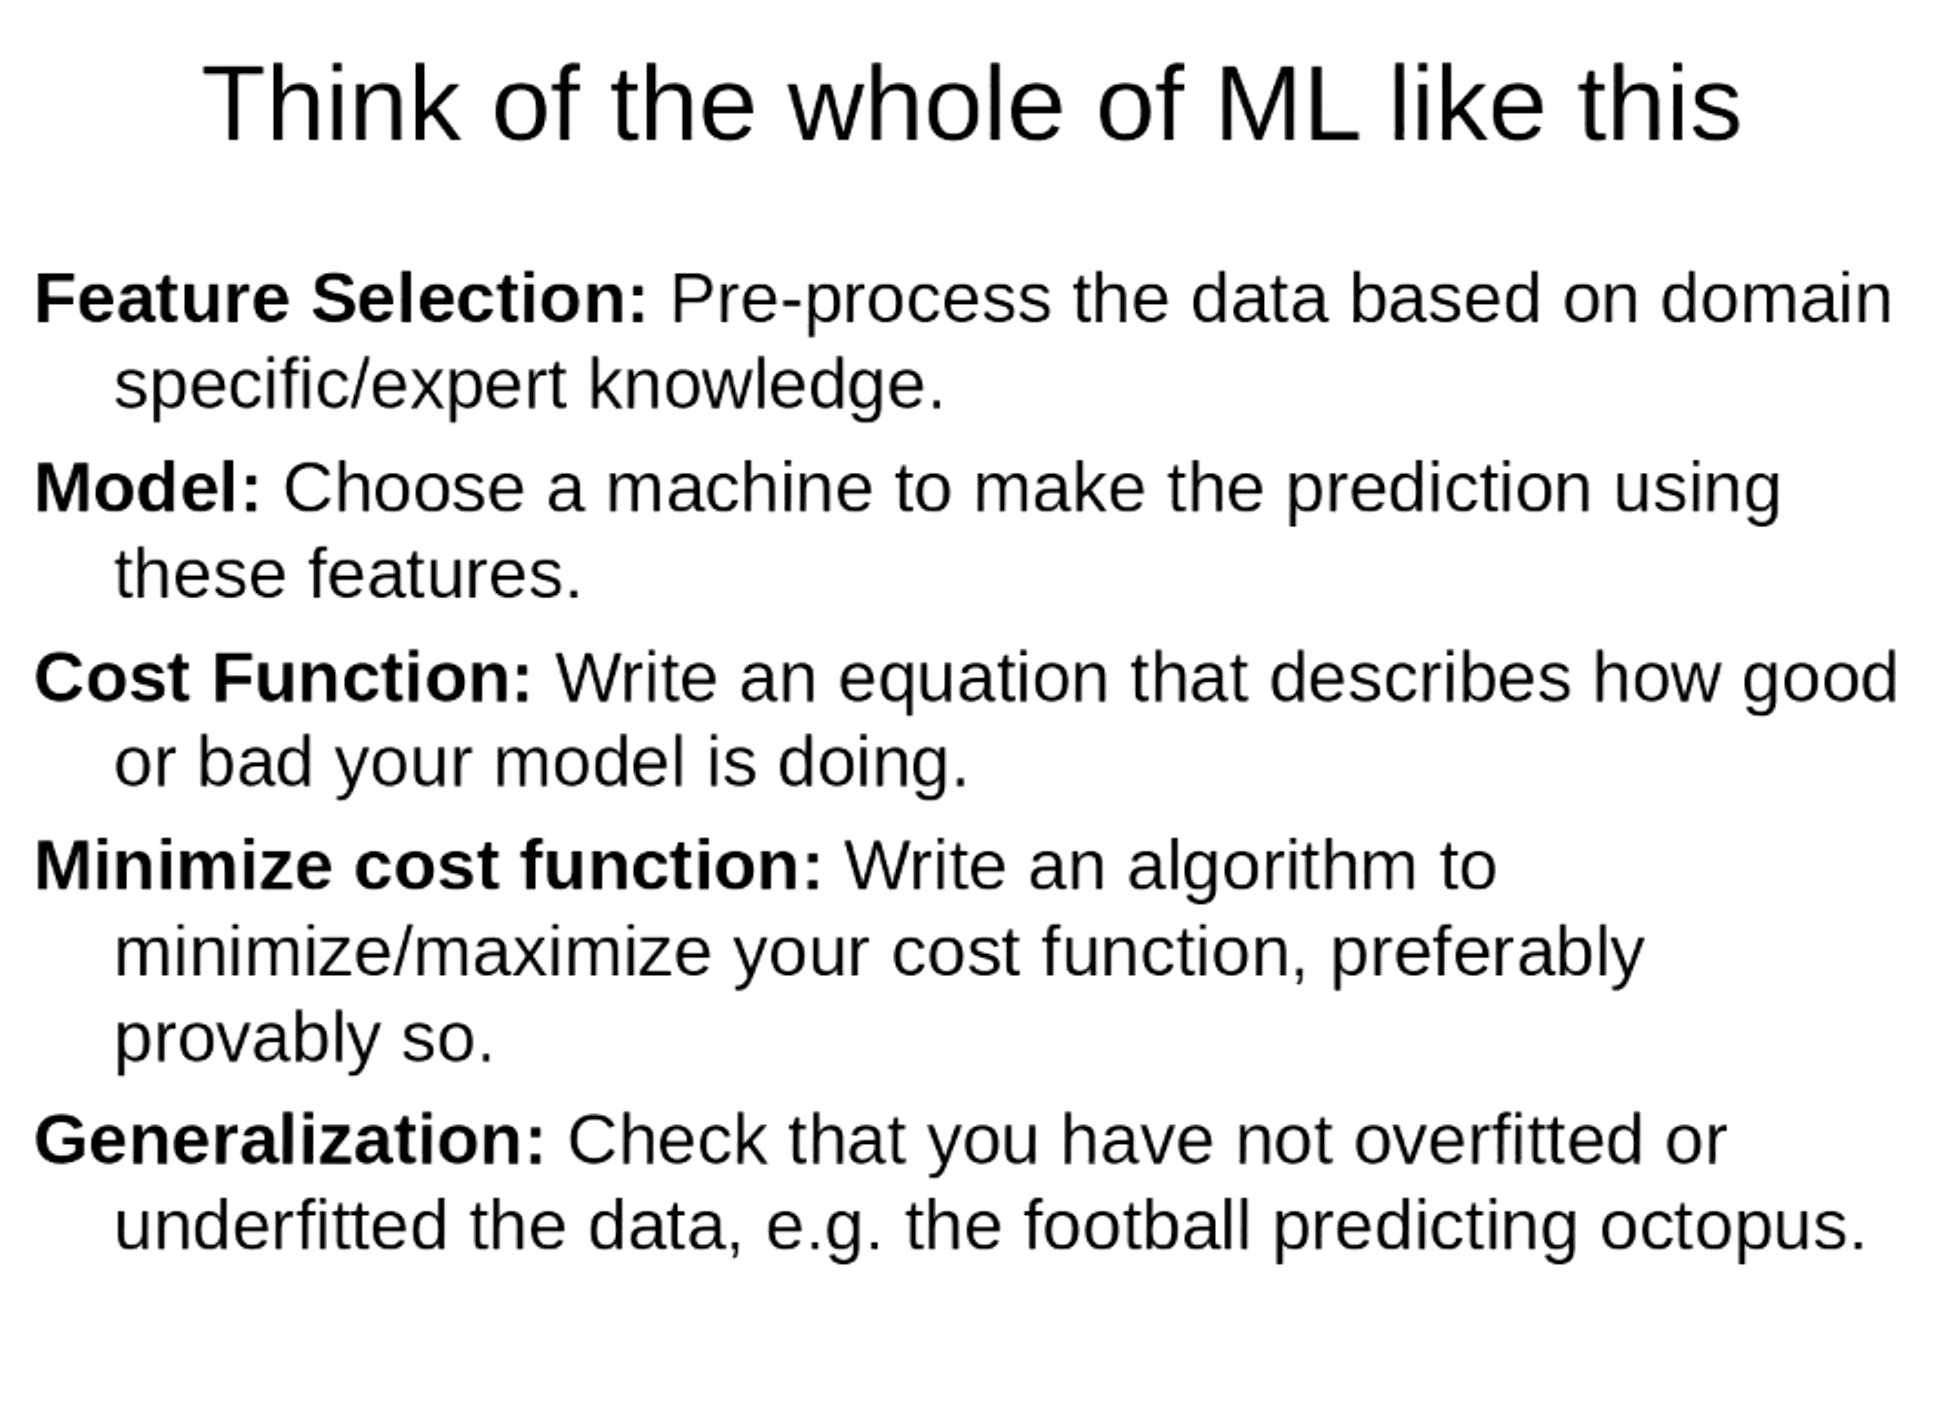 Think of the whole of ML like this
Feature Selection: Pre-process the data based on domain
specific/expert knowledge.
Model: Choose a machine to make the prediction using
these features.
Cost Function: Write an equation that describes how good
or bad your model is doing.
Minimize cost function: Write an algorithm to
minimize/maximize your cost function, preferably
provably so.
Generalization: Check that you have not overfitted or
underfitted the data, e.g. the football predicting octopus.